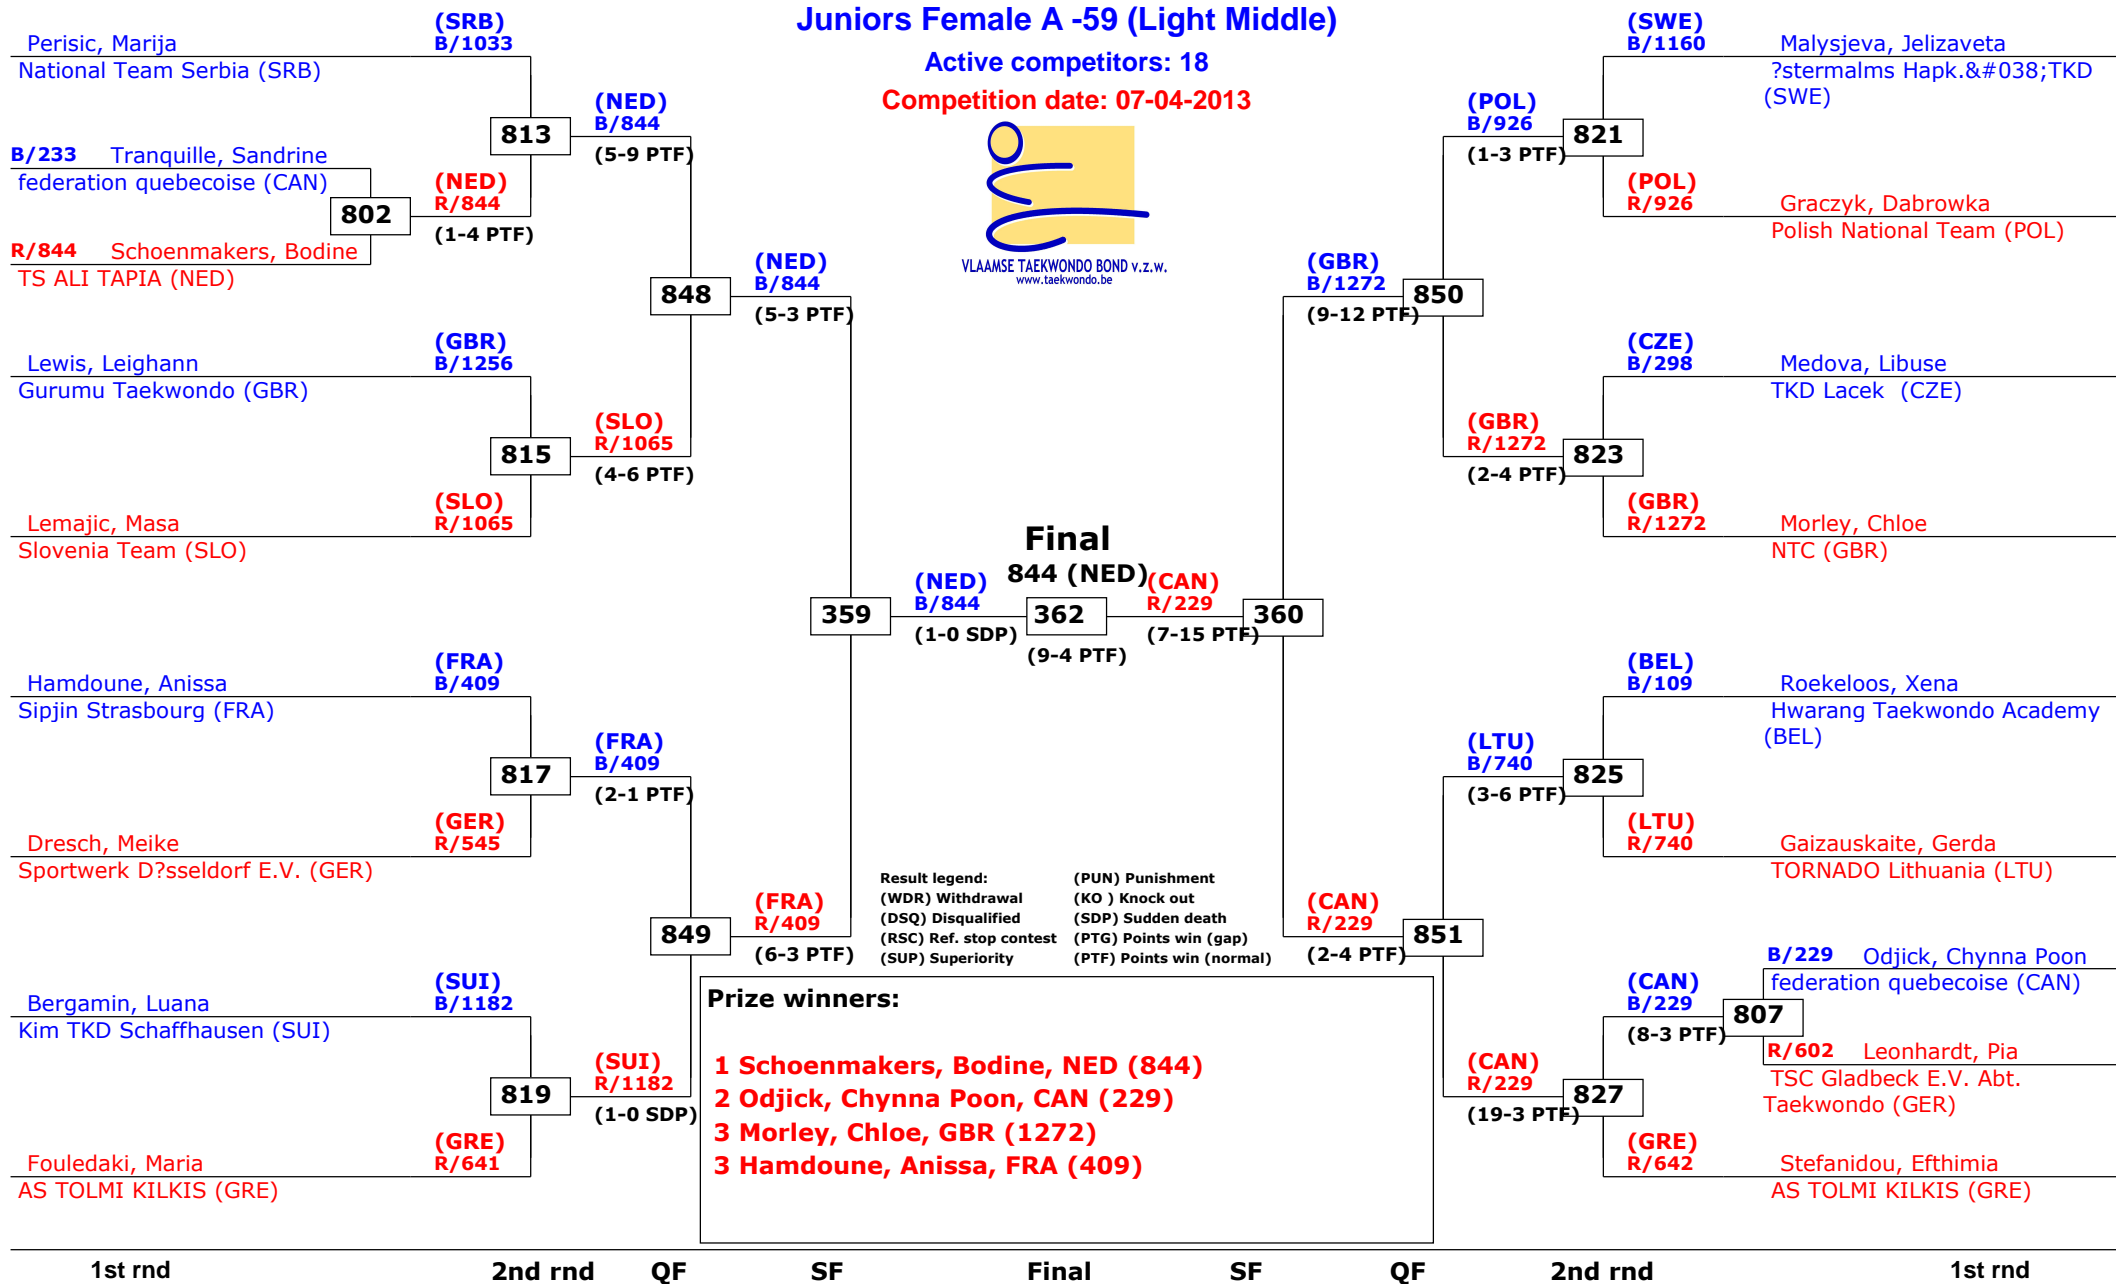 Juniors Female A -59 (Light Middle)
Active competitors: 18
Competition date: 07-04-2013
VLAAMSE TAEKWONDO BOND v.z.w.
www.taekwondo.be
(SRB)
Perisic, Marija B/1033
National Team Serbia (SRB)
813
(NED)
B/844
(5-9 PTF)
B/233 Tranquille, Sandrine
federation quebecoise (CAN)
802
(NED)
R/844
(1-4 PTF)
R/844 Schoenmakers, Bodine
TS ALI TAPIA (NED)
848
(NED)
B/844
(5-3 PTF)
(GBR)
Lewis, Leighann B/1256
Gurumu Taekwondo (GBR)
815
(SLO)
R/1065
(4-6 PTF)
(SLO)
Lemajic, Masa R/1065
Slovenia Team (SLO)
359
(NED)
B/844
(1-0 SDP)
(FRA)
Hamdoune, Anissa B/409
Sipjin Strasbourg (FRA)
817
(FRA)
B/409
(2-1 PTF)
(GER)
Dresch, Meike R/545
Sportwerk D?sseldorf E.V. (GER)
849
(FRA)
R/409
(6-3 PTF)
(SUI)
Bergamin, Luana B/1182
Kim TKD Schaffhausen (SUI)
819
(SUI)
R/1182
(1-0 SDP)
(GRE)
Fouledaki, Maria R/641
AS TOLMI KILKIS (GRE)
Final
844 (NED)
362
(9-4 PTF)
(CAN)
R/229
(7-15 PTF)
360
(SWE)
B/1160 Malysjeva, Jelizaveta
?stermalms Hapk.&#038;TKD
(SWE)
(POL)
B/926
(1-3 PTF)
821
(POL)
R/926 Graczyk, Dabrowka
Polish National Team (POL)
(GBR)
B/1272
(9-12 PTF)
850
(CZE)
B/298 Medova, Libuse
TKD Lacek (CZE)
(GBR)
R/1272
(2-4 PTF)
823
(GBR)
R/1272 Morley, Chloe
NTC (GBR)
(BEL)
B/109 Roekeloos, Xena
Hwarang Taekwondo Academy
(BEL)
(LTU)
B/740
(3-6 PTF)
825
(LTU)
R/740 Gaizauskaite, Gerda
TORNADO Lithuania (LTU)
(CAN)
R/229
(2-4 PTF)
851
B/229 Odjick, Chynna Poon
federation quebecoise (CAN)
(CAN)
B/229
(8-3 PTF)
807
R/602 Leonhardt, Pia
TSC Gladbeck E.V. Abt.
Taekwondo (GER)
(CAN)
R/229
(19-3 PTF)
827
(GRE)
R/642 Stefanidou, Efthimia
AS TOLMI KILKIS (GRE)
Result legend: (PUN) Punishment
(WDR) Withdrawal (KO ) Knock out
(DSQ) Disqualified (SDP) Sudden death
(RSC) Ref. stop contest (PTG) Points win (gap)
(SUP) Superiority (PTF) Points win (normal)
Prize winners:
1 Schoenmakers, Bodine, NED (844)
2 Odjick, Chynna Poon, CAN (229)
3 Morley, Chloe, GBR (1272)
3 Hamdoune, Anissa, FRA (409)
1st rnd 2nd rnd QF SF Final SF QF 2nd rnd 1st rnd